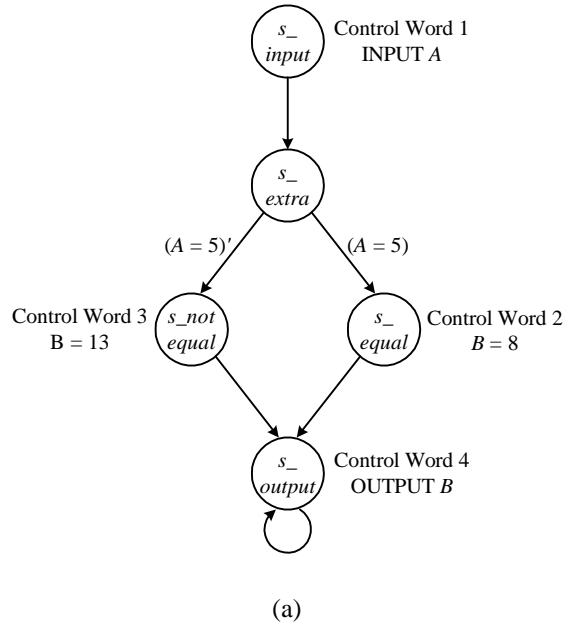 s_
input
Control Word 1
INPUT A
s_
extra
(A = 5)'
(A = 5)
Control Word 3
B = 13
s_not
equal
s_
equal
Control Word 2
B = 8
s_
output
Control Word 4
OUTPUT B
(a)